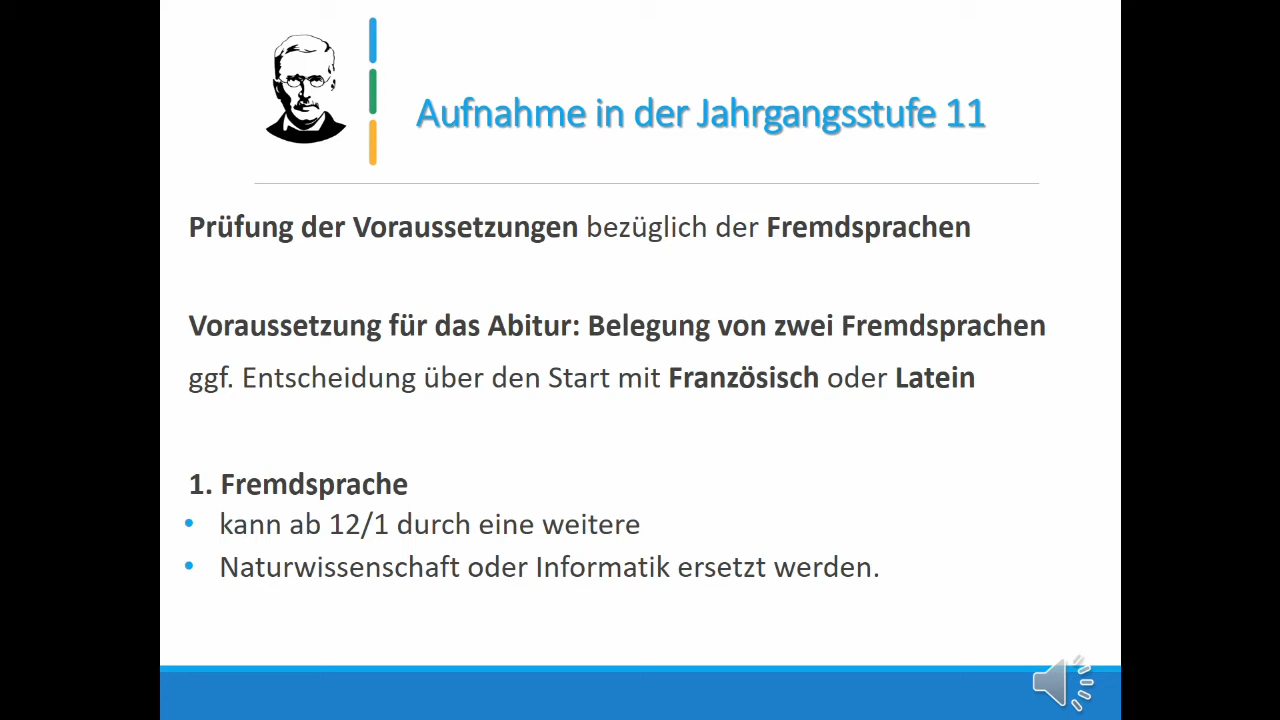 Aufnahme in der Jahrgangsstufe 11
Prüfung der Voraussetzungen bezüglich der Fremdsprachen
Voraussetzung für das Abitur: Belegung von zwei Fremdsprachen
ggf. Entscheidung über den Start mit Französisch oder Latein
1. Fremdsprache
• kann ab 12/1 durch eine weitere
• Naturwissenschaft oder Informatik ersetzt werden.